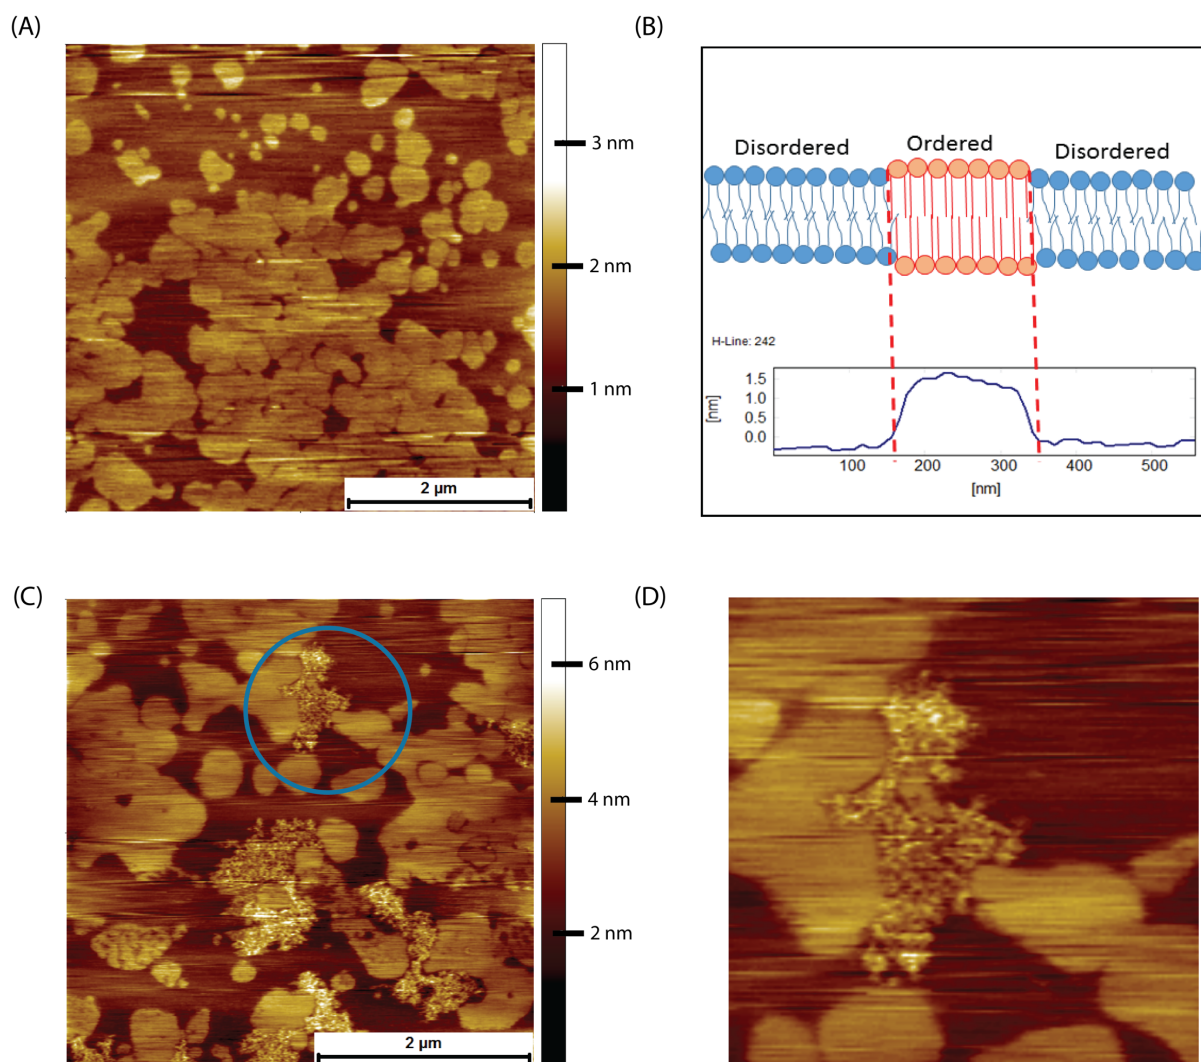 (A)
3 nm
2 nm
1 nm
2 µm
(B)
Disordered
Ordered
Disordered
H-Line: 242
[nm]
1.5
1.0
0.5
0.0
100
200
300
400
500
[nm]
(C)
6 nm
4 nm
2 nm
2 µm
(D)